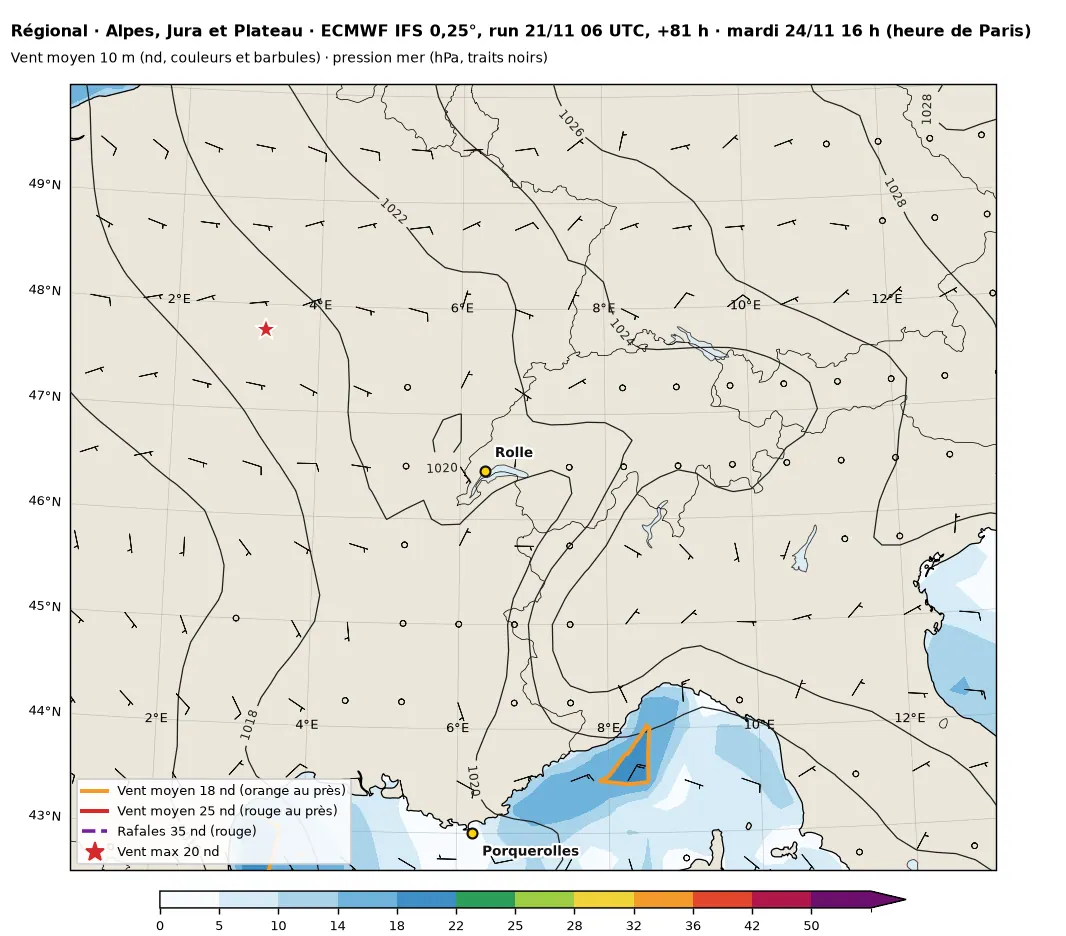 Régional · Alpes, Jura et Plateau · ECMWF IFS 0,25°, run 21/11 06 UTC, +81 h · mardi 24/11 16 h (heure de Paris)
Vent moyen 10 m (nd, couleurs et barbules) · pression mer (hPa, traits noirs)
1026
1028
49°N
1022
1028
48°N
2°E
4°E
6°E
8°E
10°E
12°E
1024
47°N
Rolle
1020
46°N
45°N
44°N
2°E
4°E
6°E
8°E
10°E
12°E
1018
1020
43°N
Vent moyen 18 nd (orange au près)
Vent moyen 25 nd (rouge au près)
Rafales 35 nd (rouge)
Vent max 20 nd
Porquerolles
0 5 10 14 18 22 25 28 32 36 42 50